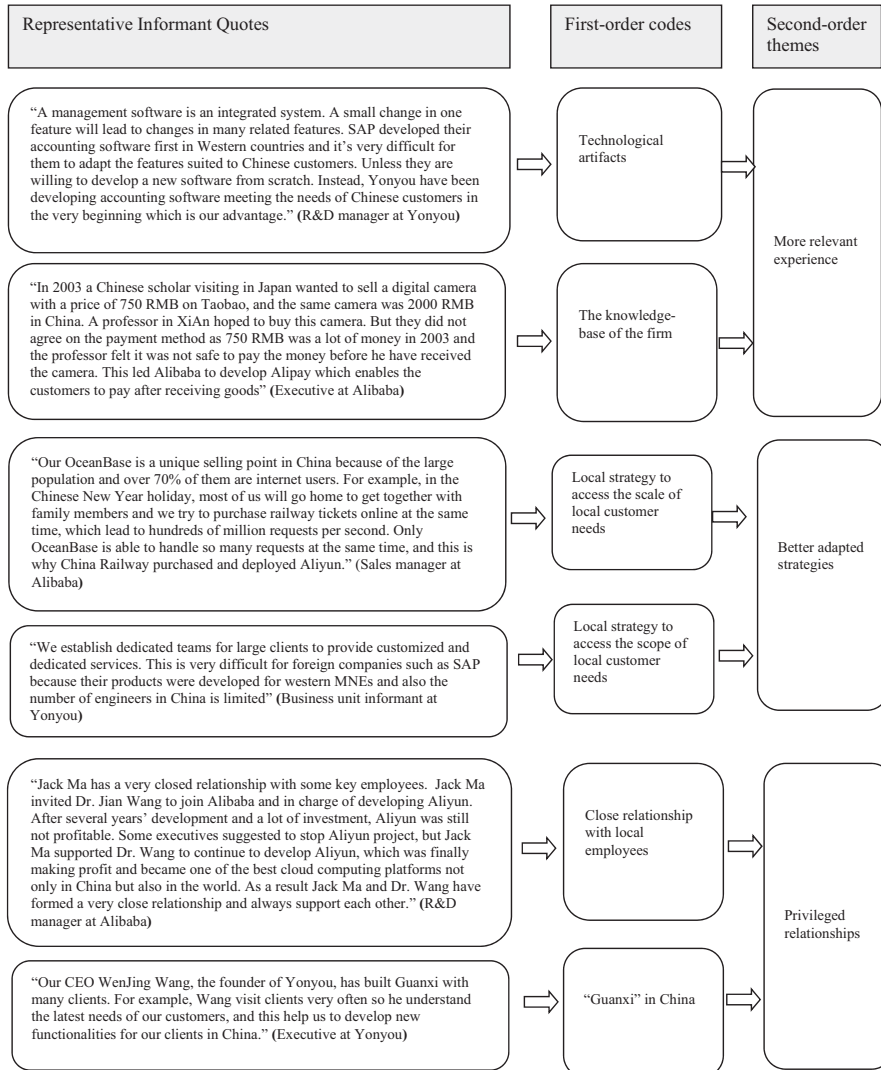 Representative Informant Quotes
First-order codes
Second-order
themes
“A management software is an integrated system. A small change in one
feature will lead to changes in many related features. SAP developed their
accounting software first in Western countries and it’s very difficult for
them to adapt the features suited to Chinese customers. Unless they are
willing to develop a new software from scratch. Instead, Yonyou have been
developing accounting software meeting the needs of Chinese customers in
the very beginning which is our advantage.” (R&D manager at Yonyou)
Technological
artifacts
More relevant
experience
“In 2003 a Chinese scholar visiting in Japan wanted to sell a digital camera
with a price of 750 RMB on Taobao, and the same camera was 2000 RMB
in China. A professor in XiAn hoped to buy this camera. But they did not
agree on the payment method as 750 RMB was a lot of money in 2003 and
the professor felt it was not safe to pay the money before he have received
the camera. This led Alibaba to develop Alipay which enables the
customers to pay after receiving goods” (Executive at Alibaba)
The knowledge-
base of the firm
“Our OceanBase is a unique selling point in China because of the large
population and over 70% of them are internet users. For example, in the
Chinese New Year holiday, most of us will go home to get together with
family members and we try to purchase railway tickets online at the same
time, which lead to hundreds of million requests per second. Only
OceanBase is able to handle so many requests at the same time, and this is
why China Railway purchased and deployed Aliyun.” (Sales manager at
Alibaba)
Local strategy to
access the scale of
local customer
needs
Better adapted
strategies
“We establish dedicated teams for large clients to provide customized and
dedicated services. This is very difficult for foreign companies such as SAP
because their products were developed for western MNEs and also the
number of engineers in China is limited” (Business unit informant at
Yonyou)
Local strategy to
access the scope of
local customer
needs
“Jack Ma has a very closed relationship with some key employees.  Jack Ma
invited Dr. Jian Wang to join Alibaba and in charge of developing Aliyun.
After several years’ development and a lot of investment, Aliyun was still
not profitable. Some executives suggested to stop Aliyun project, but Jack
Ma supported Dr. Wang to continue to develop Aliyun, which was finally
making profit and became one of the best cloud computing platforms not
only in China but also in the world. As a result Jack Ma and Dr. Wang have
formed a very close relationship and always support each other.” (R&D
manager at Alibaba)
Close relationship
with local
employees
Privileged
relationships
“Our CEO WenJing Wang, the founder of Yonyou, has built Guanxi with
many clients. For example, Wang visit clients very often so he understand
the latest needs of our customers, and this help us to develop new
functionalities for our clients in China.” (Executive at Yonyou)
“Guanxi” in China